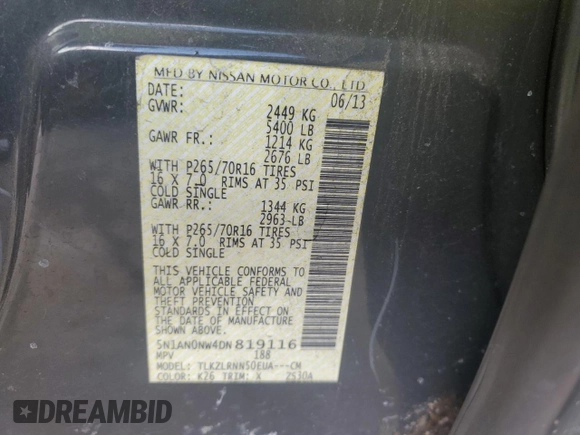 MFD BY NISSAN MOTOR CO., LTD.
DATE: 06/13
GVWR: 2449 KG
5400 LB
GAWR FR.: 1214 KG
2676 LB
WITH P265/70R16 TIRES
16 X 7.0 RIMS AT 35 PSI
COLD SINGLE
GAWR RR.: 1344 KG
2963 LB
WITH P265/70R16 TIRES
16 X 7.0 RIMS AT 35 PSI
COLD SINGLE
THIS VEHICLE CONFORMS TO
ALL APPLICABLE FEDERAL
MOTOR VEHICLE SAFETY AND
THEFT PREVENTION
STANDARDS IN EFFECT ON
THE DATE OF MANUFACTURE
SHOWN ABOVE.
5N1AN0NW4DN819116
MPV 188
MODEL: TLKZLRNN50EUA---CM
COLOR: K26 TRIM: X ZS30A
DREAMBID